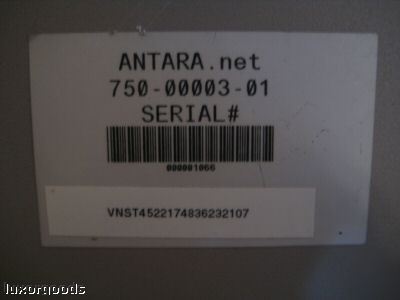 ANTARA.net
750-00003-01
SERIAL#
000001066
VNST4522174836232107
luxorgoods